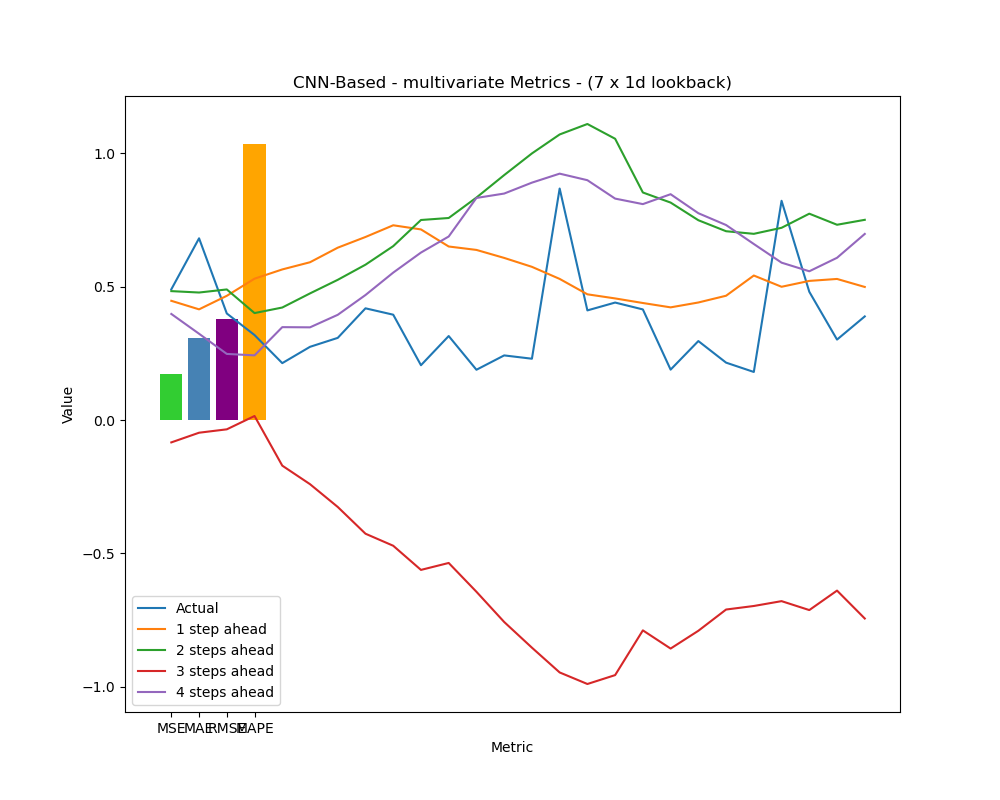 CNN-Based - multivariate Metrics - (7 x 1d lookback)
1.0
0.5
0.0
−0.5
−1.0
Value
Actual
1 step ahead
2 steps ahead
3 steps ahead
4 steps ahead
MSE MAE RMSE MAPE
Metric